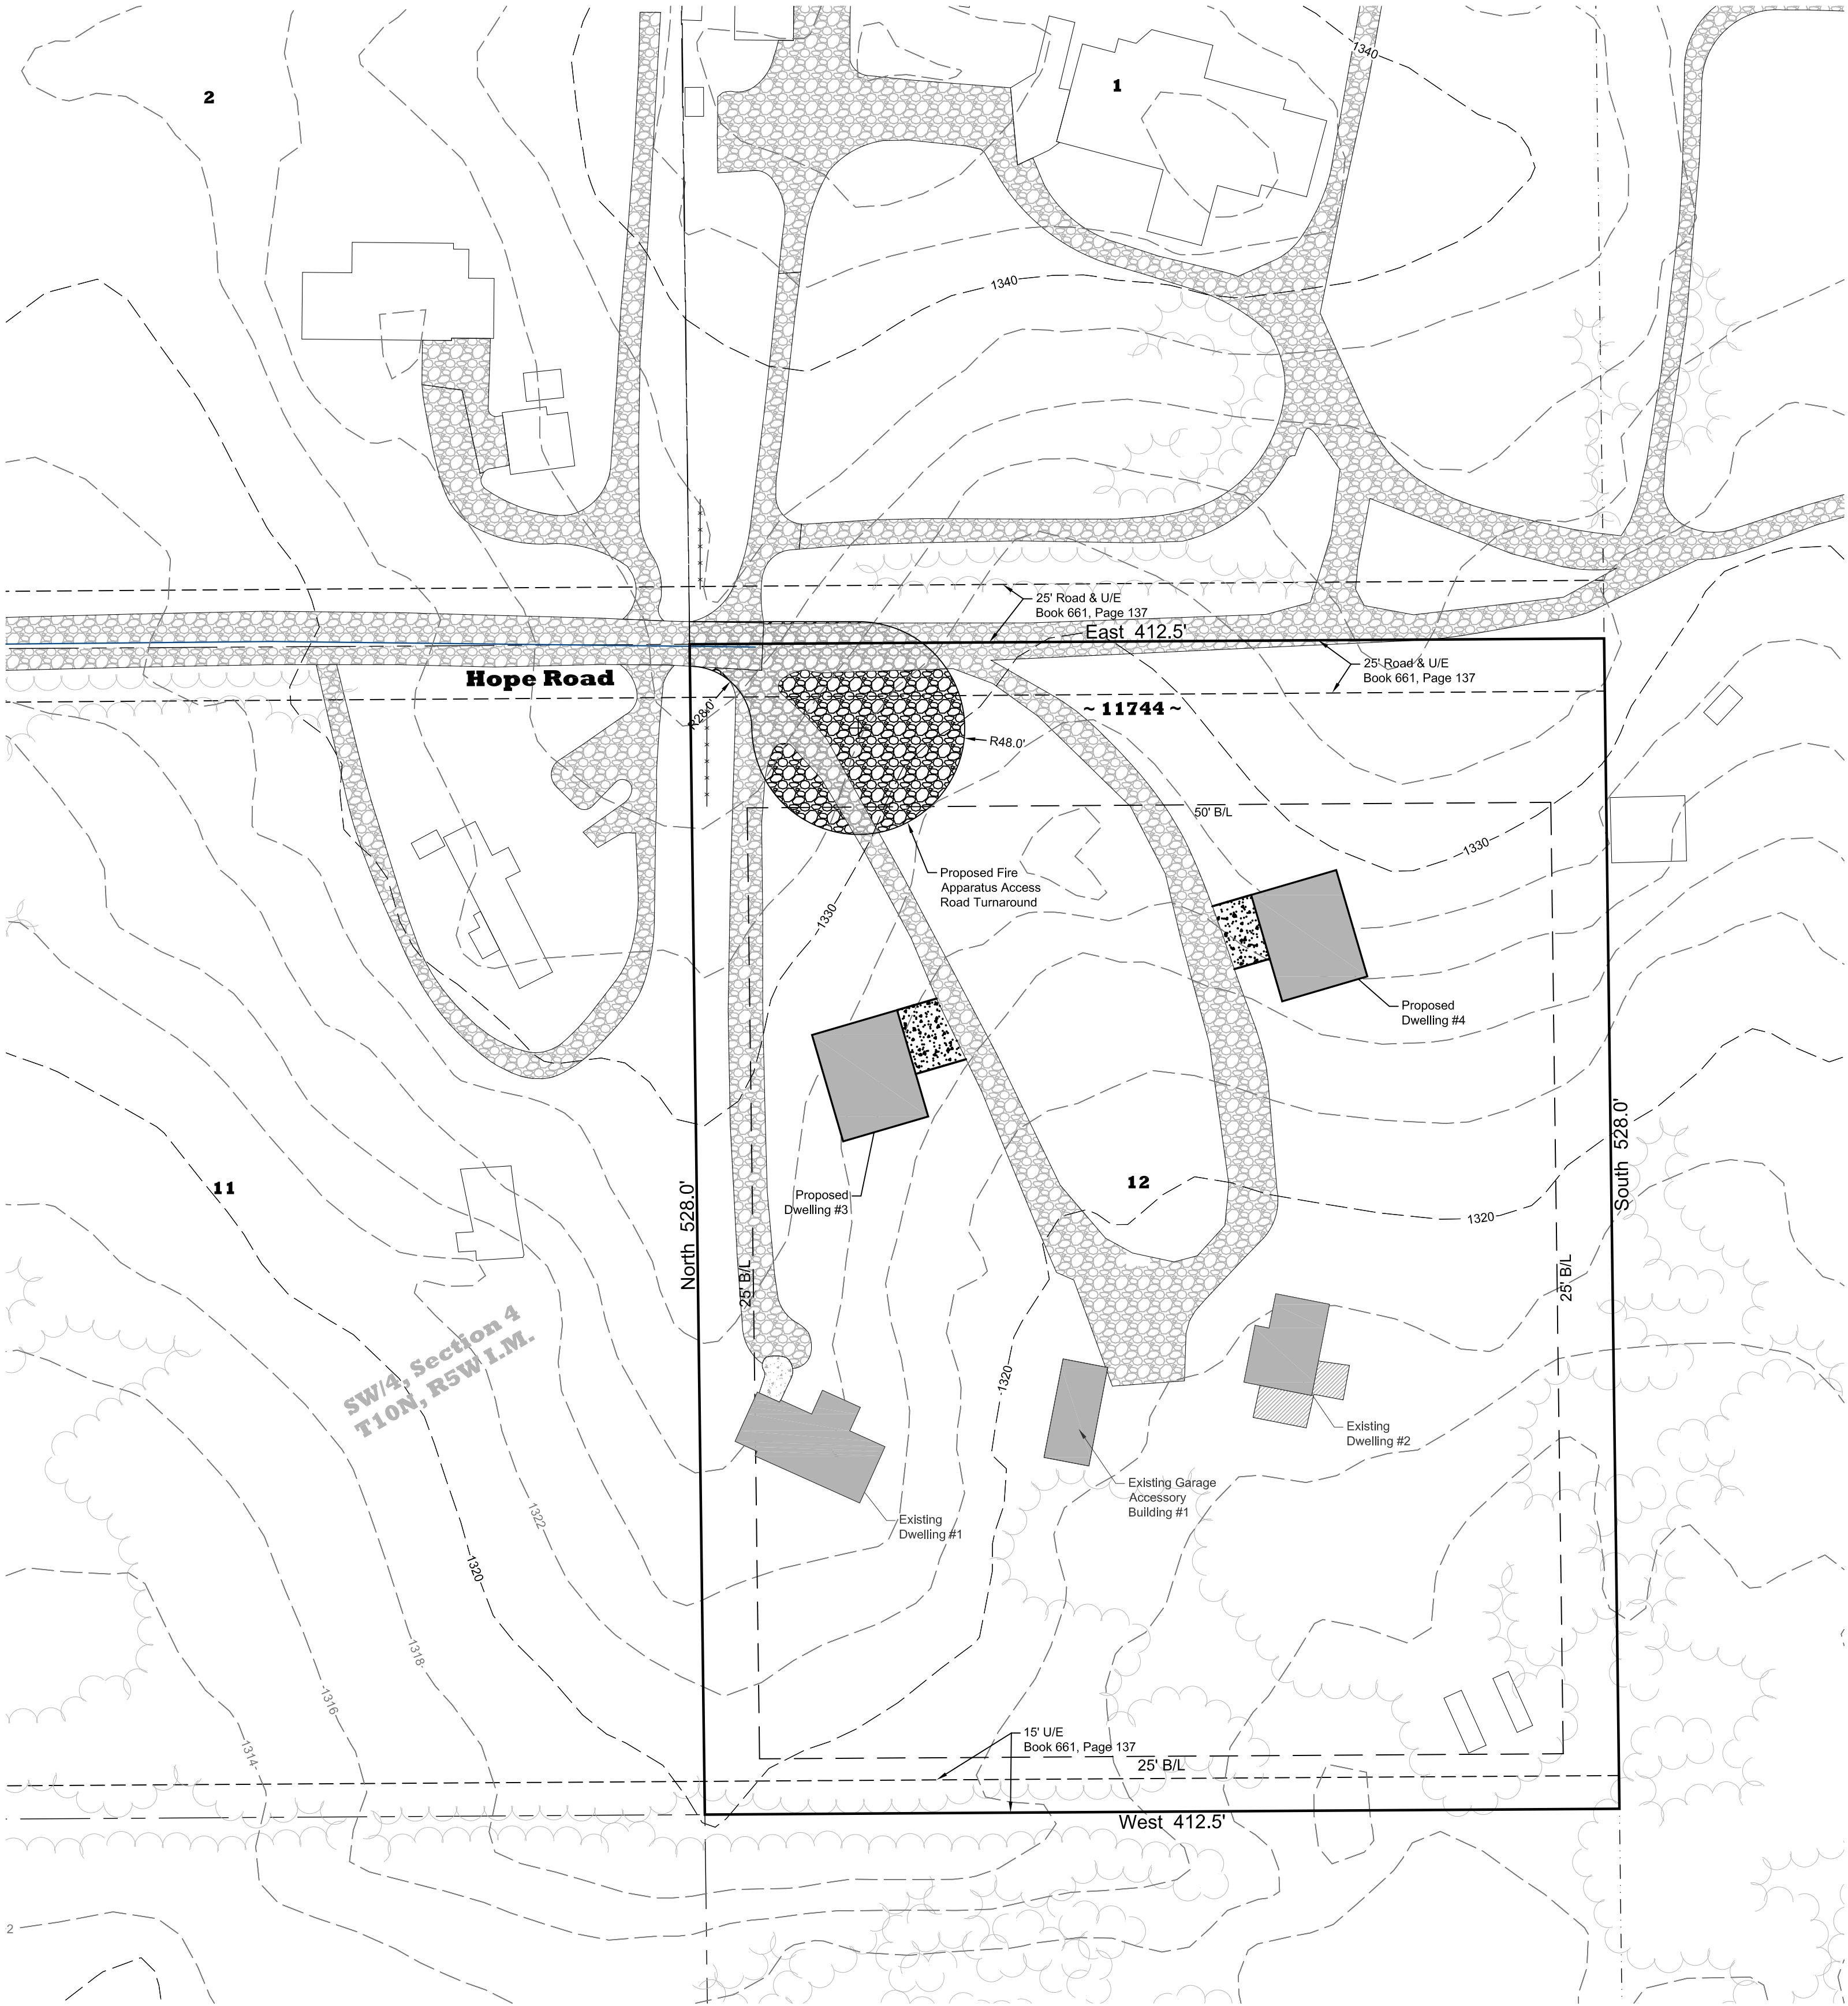 1340
2
1
1340
25' Road & U/E
Book 661, Page 137
East 412.5'
25' Road & U/E
Book 661, Page 137
Hope Road
~ 11744 ~
R28.0'
R48.0'
50' B/L
1330
Proposed Fire
Apparatus Access
Road Turnaround
1330
Proposed
Dwelling #4
South 528.0'
11
12
Proposed
Dwelling #3
North 528.0'
1320
25' B/L
25' B/L
SW/4, Section 4
T10N, R5W I.M.
1320
Existing
Dwelling #2
Existing Garage
Accessory
Building #1
1322
Existing
Dwelling #1
1320
1318
1316
1314
15' U/E
Book 661, Page 137
25' B/L
West 412.5'
2